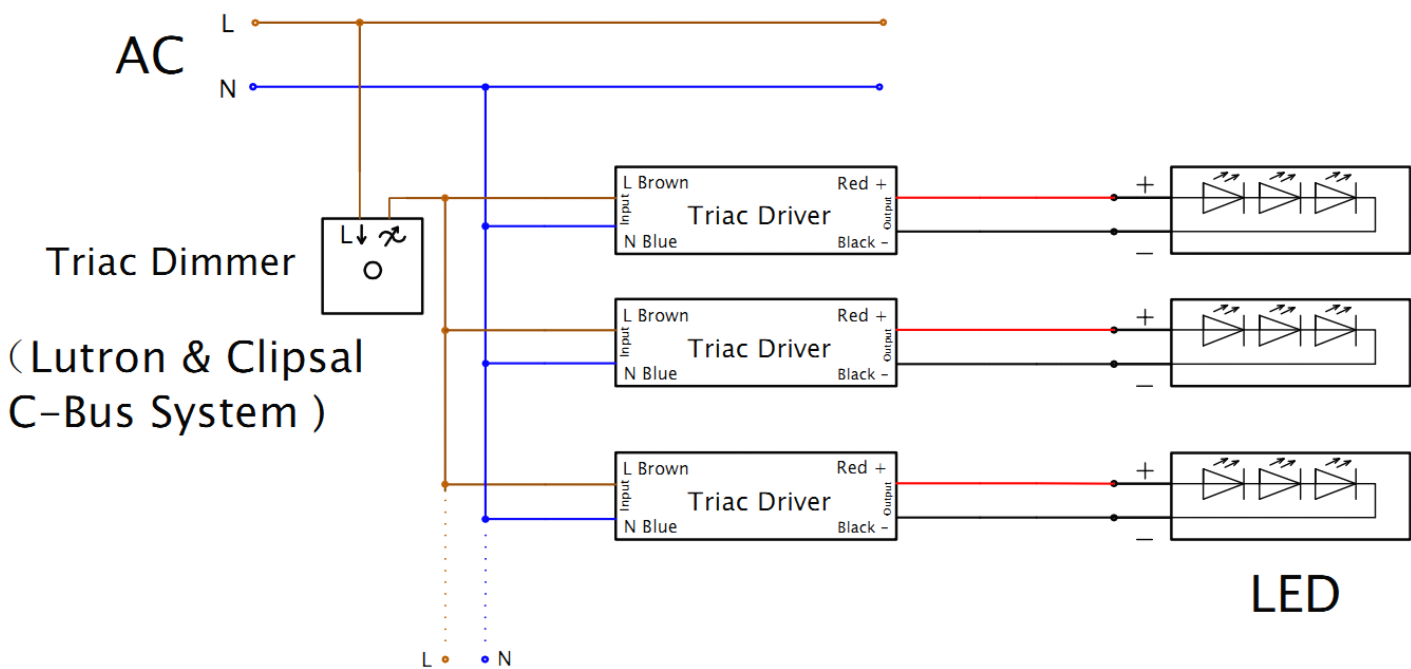 L
AC
N
L Brown
Red +
Input
Triac Driver
Output
N Blue
Black -
+
−
L
Triac Dimmer
（Lutron & Clipsal
C-Bus System )
L Brown
Red +
Input
Triac Driver
Output
N Blue
Black -
+
−
L Brown
Red +
Input
Triac Driver
Output
N Blue
Black -
+
−
LED
L
N